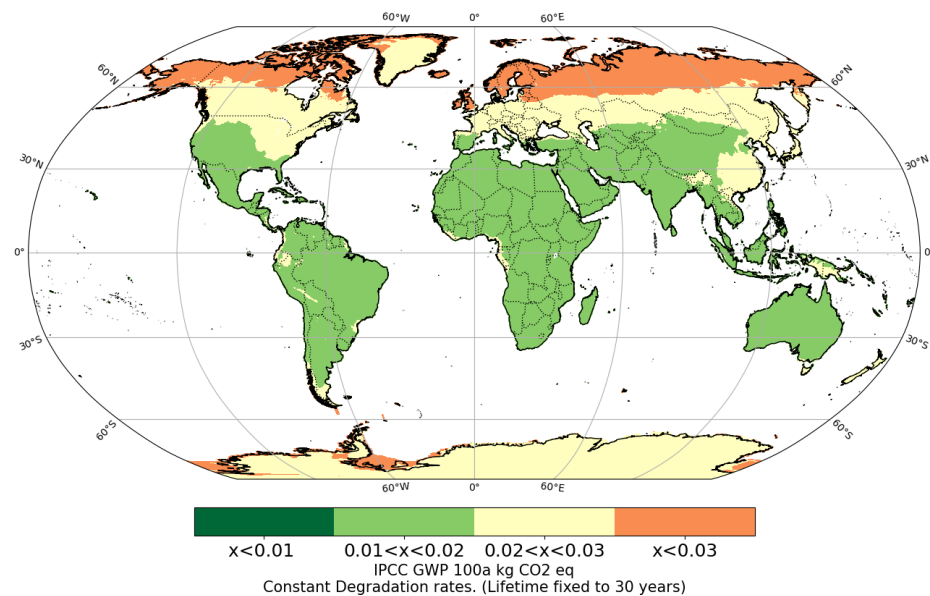 60°W 0° 60°E
60°N 60°N
30°N 30°N
0° 0
30°S 30°S
60°S 60°S
60°W 0° 60°E
x<0.01 0.01<x<0.02 0.02<x<0.03 x<0.03
IPCC GWP 100a kg CO2 eq
Constant Degradation rates. (Lifetime fixed to 30 years)